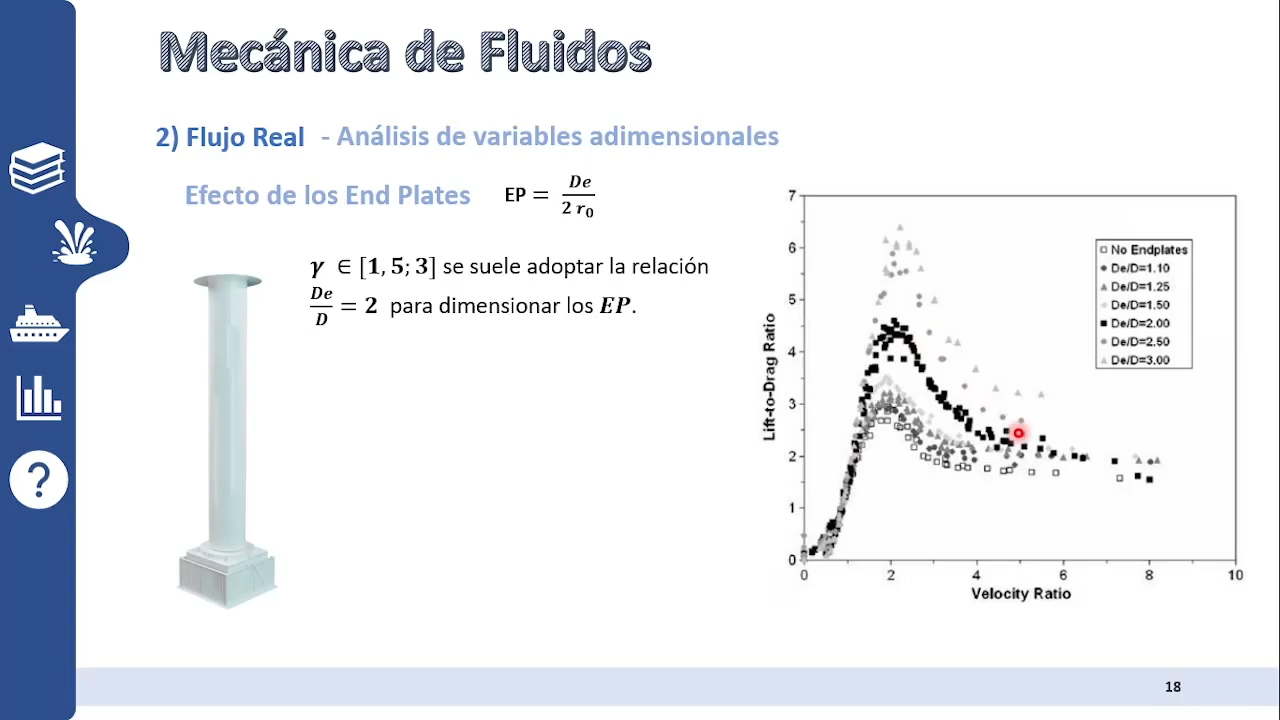 Mecánica de Fluidos
2) Flujo Real - Análisis de variables adimensionales
Efecto de los End Plates EP = De / 2 r₀
γ ∈ [1, 5; 3] se suele adoptar la relación
De / D = 2 para dimensionar los EP.
7
6
5
4
3
2
1
0
Lift-to-Drag Ratio
No Endplates
De/D=1.10
De/D=1.25
De/D=1.50
De/D=2.00
De/D=2.50
De/D=3.00
0 2 4 6 8 10
Velocity Ratio
?
18